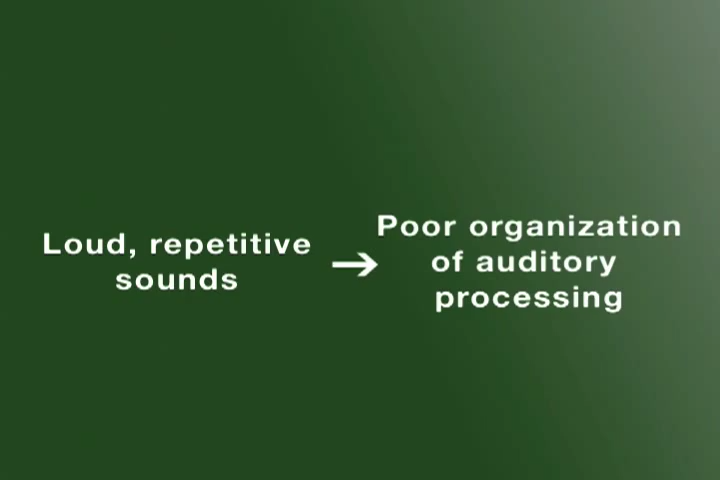 Loud, repetitive
sounds
→
Poor organization
of auditory
processing